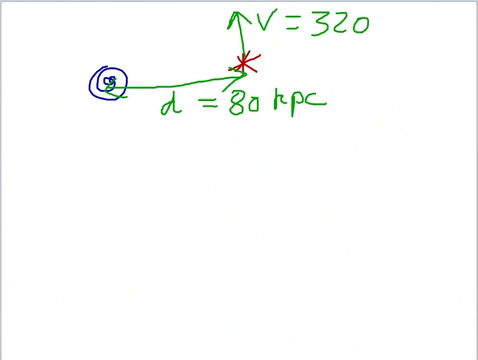 V = 320
d = 80 kpc